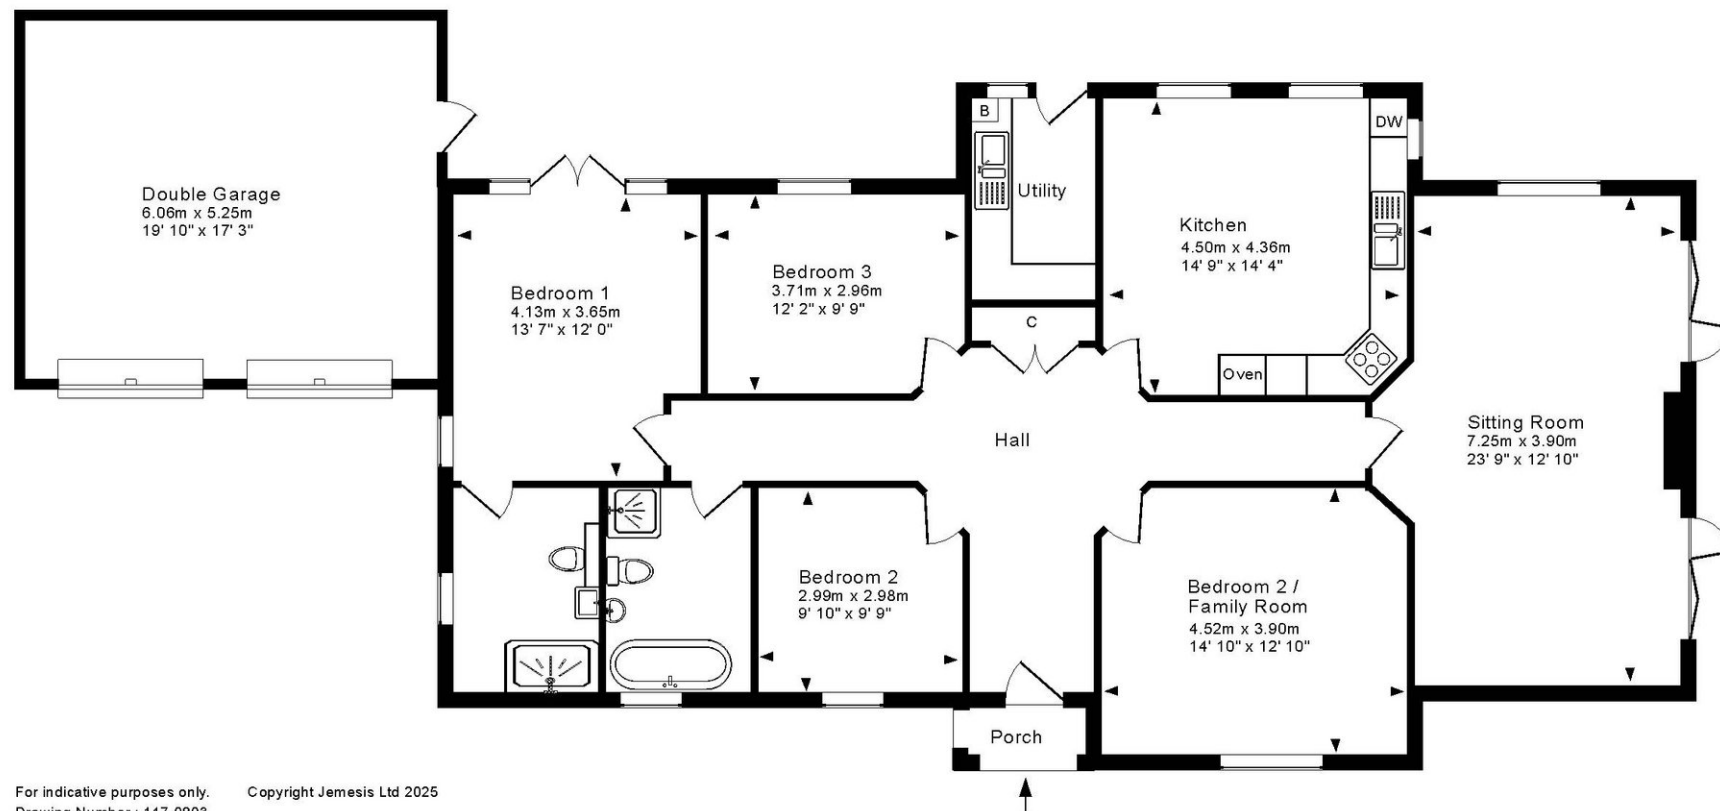 Double Garage
6.06m x 5.25m
19' 10" x 17' 3"
Bedroom 1
4.13m x 3.65m
13' 7" x 12' 0"
Bedroom 3
3.71m x 2.96m
12' 2" x 9' 9"
B
Utility
C
Kitchen
4.50m x 4.36m
14' 9" x 14' 4"
DW
Oven
Hall
Sitting Room
7.25m x 3.90m
23' 9" x 12' 10"
Bedroom 2
2.99m x 2.98m
9' 10" x 9' 9"
Bedroom 2 /
Family Room
4.52m x 3.90m
14' 10" x 12' 10"
Porch
For indicative purposes only. Copyright Jemesis Ltd 2025
Drawing Number :